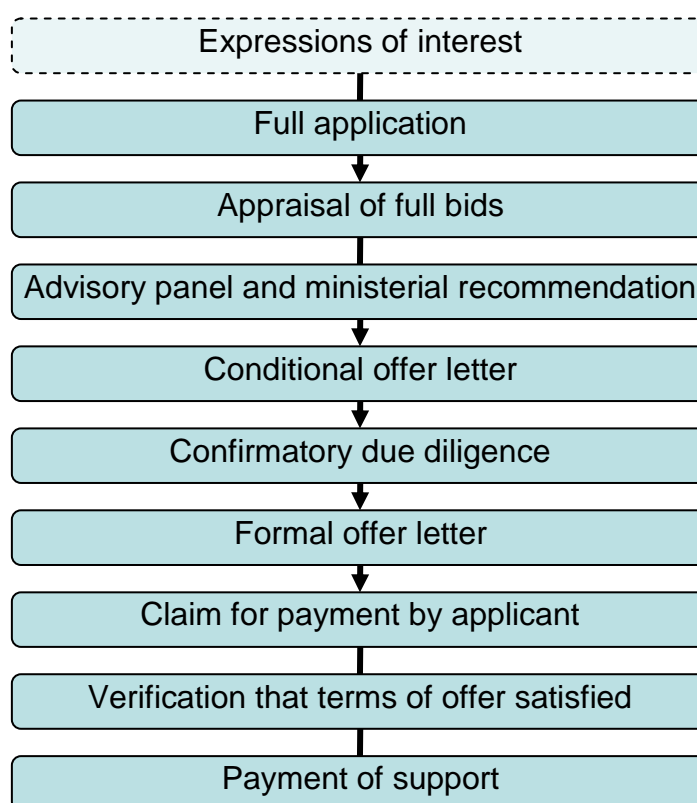 Expressions of interest
Full application
Appraisal of full bids
Advisory panel and ministerial recommendation
Conditional offer letter
Confirmatory due diligence
Formal offer letter
Claim for payment by applicant
Verification that terms of offer satisfied
Payment of support